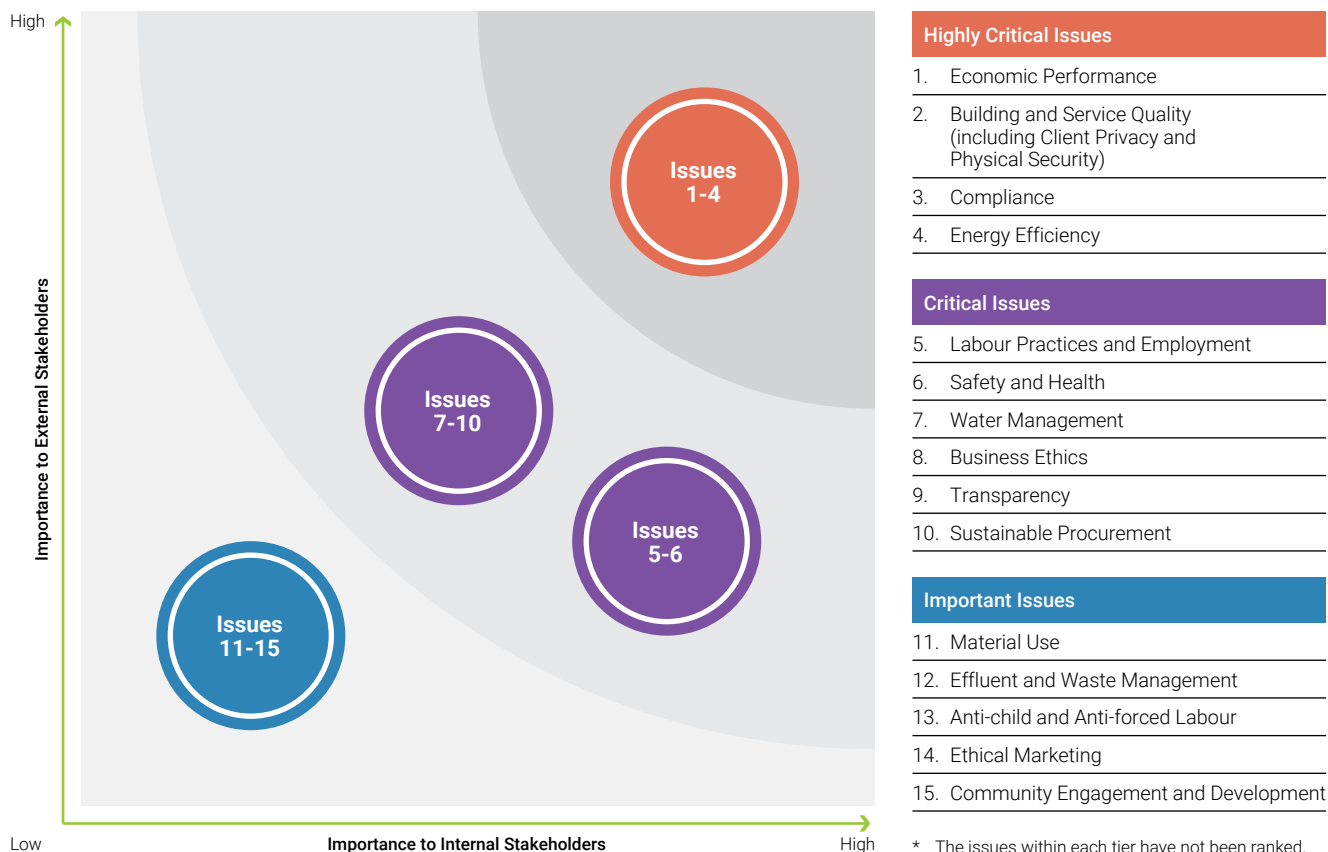 High
Importance to External Stakeholders
Issues
1-4
Issues
7-10
Issues
5-6
Issues
11-15
Low
Importance to Internal Stakeholders
High
Highly Critical Issues
1. Economic Performance
2. Building and Service Quality
(including Client Privacy and
Physical Security)
3. Compliance
4. Energy Efficiency
Critical Issues
5. Labour Practices and Employment
6. Safety and Health
7. Water Management
8. Business Ethics
9. Transparency
10. Sustainable Procurement
Important Issues
11. Material Use
12. Effluent and Waste Management
13. Anti-child and Anti-forced Labour
14. Ethical Marketing
15. Community Engagement and Development
* The issues within each tier have not been ranked.